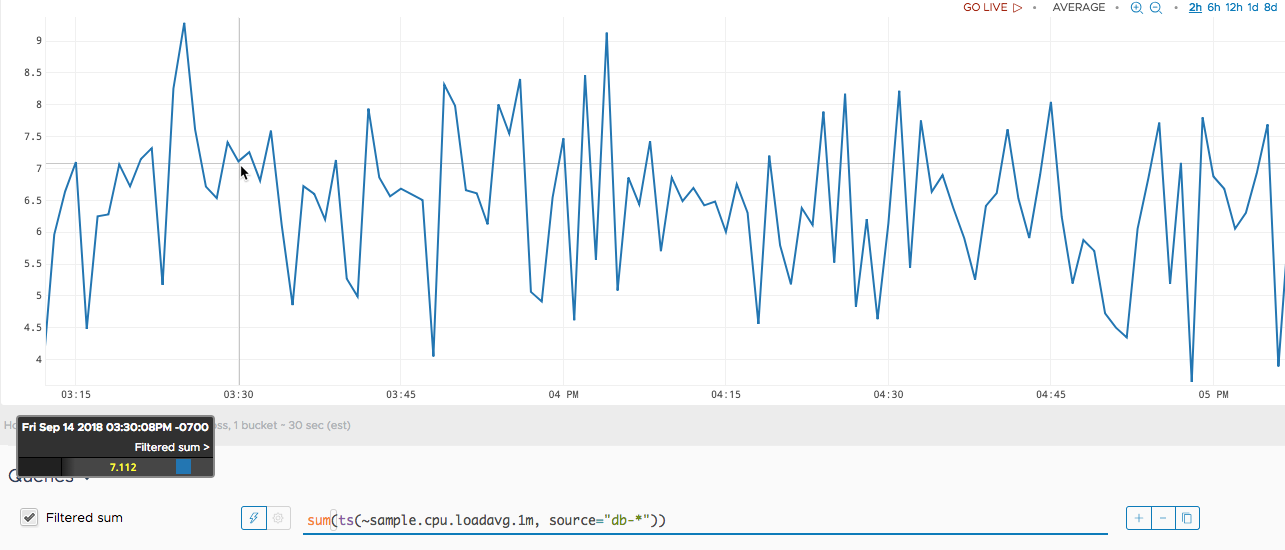 GO LIVE ▷ • AVERAGE • • 2h 6h 12h 1d 8d
9
8.5
8
7.5
7
6.5
6
5.5
5
4.5
4
03:15 03:30 03:45 04 PM 04:15 04:30 04:45 05 PM
oss, 1 bucket ~ 30 sec (est)
Fri Sep 14 2018 03:30:08PM -0700
Filtered sum >
7.112
Queries
Filtered sum sum(ts(~sample.cpu.loadavg.1m, source="db-*"))